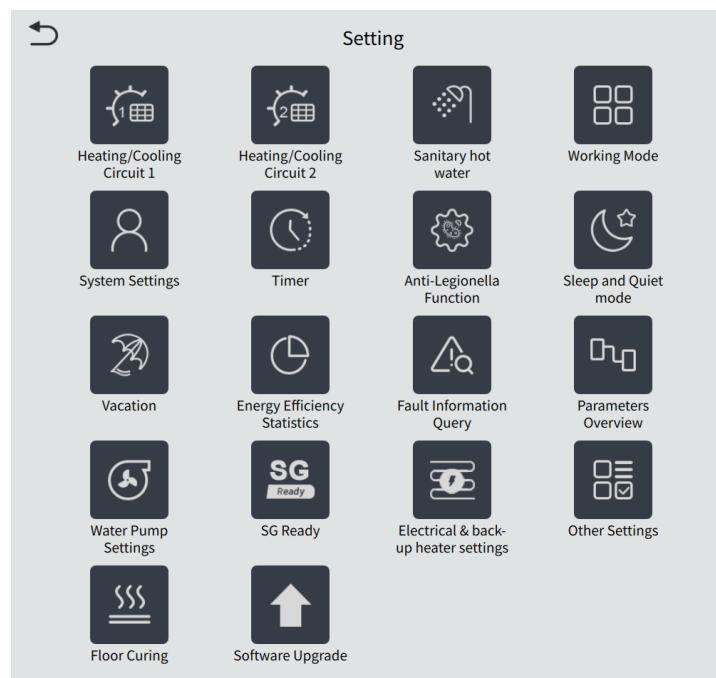 Setting
1
2
Heating/Cooling
Circuit 1
Heating/Cooling
Circuit 2
Sanitary hot
water
Working Mode
System Settings
Timer
Anti-Legionella
Function
Sleep and Quiet
mode
Vacation
Energy Efficiency
Statistics
Fault Information
Query
Parameters
Overview
SG
Ready
Water Pump
Settings
SG Ready
Electrical & back-
up heater settings
Other Settings
Floor Curing
Software Upgrade